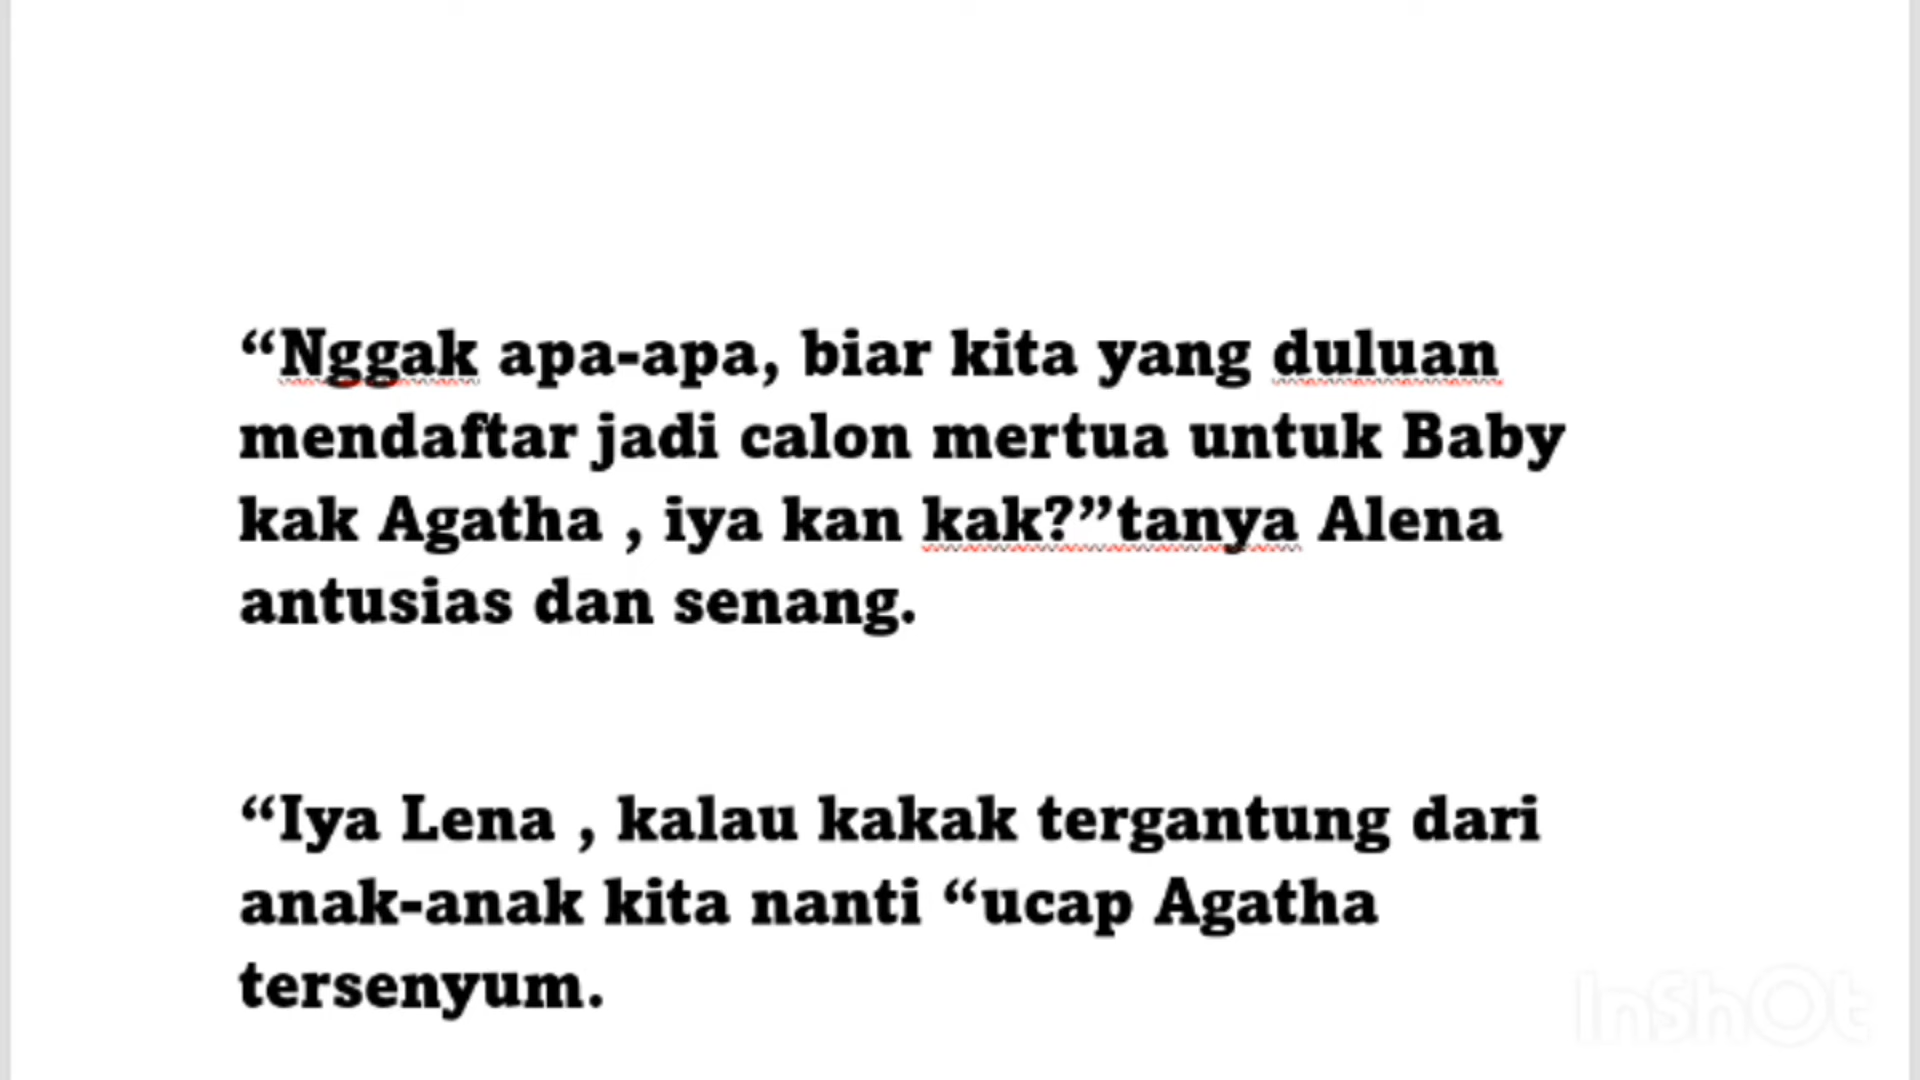 “Nggak apa-apa, biar kita yang duluan
mendaftar jadi calon mertua untuk Baby
kak Agatha , iya kan kak?”tanya Alena
antusias dan senang.
“Iya Lena , kalau kakak tergantung dari
anak-anak kita nanti “ucap Agatha
tersenyum.
InShOt